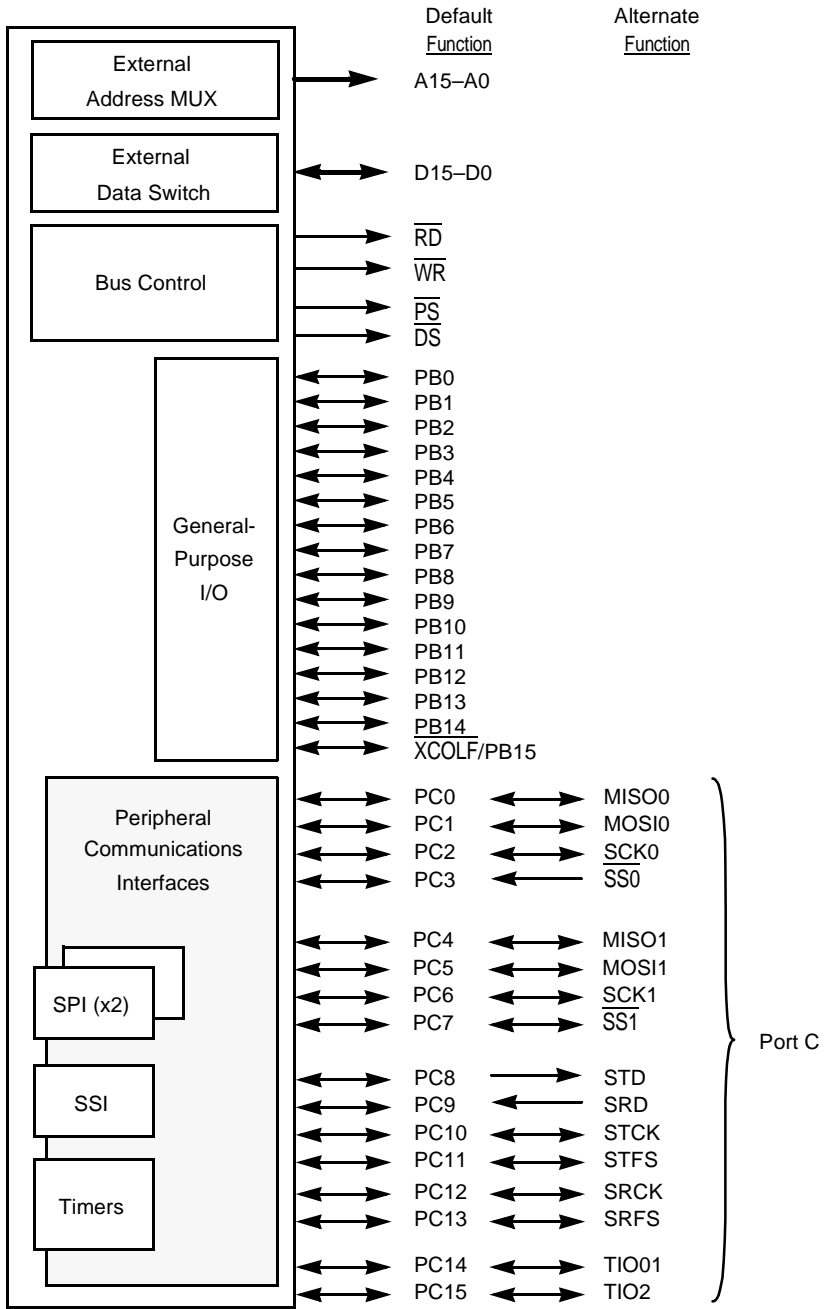 Default Alternate
Function Function
External
Address MUX
A15–A0
External
Data Switch
D15–D0
Bus Control
RD
WR
PS
DS
General-
Purpose
I/O
PB0
PB1
PB2
PB3
PB4
PB5
PB6
PB7
PB8
PB9
PB10
PB11
PB12
PB13
PB14
XCOLF/PB15
Peripheral
Communications
Interfaces
SPI (x2)
SSI
Timers
PC0 MISO0
PC1 MOSI0
PC2 SCK0
PC3 SS0
PC4 MISO1
PC5 MOSI1
PC6 SCK1
PC7 SS1
PC8 STD
PC9 SRD
PC10 STCK
PC11 STFS
PC12 SRCK
PC13 SRFS
PC14 TIO01
PC15 TIO2
Port C